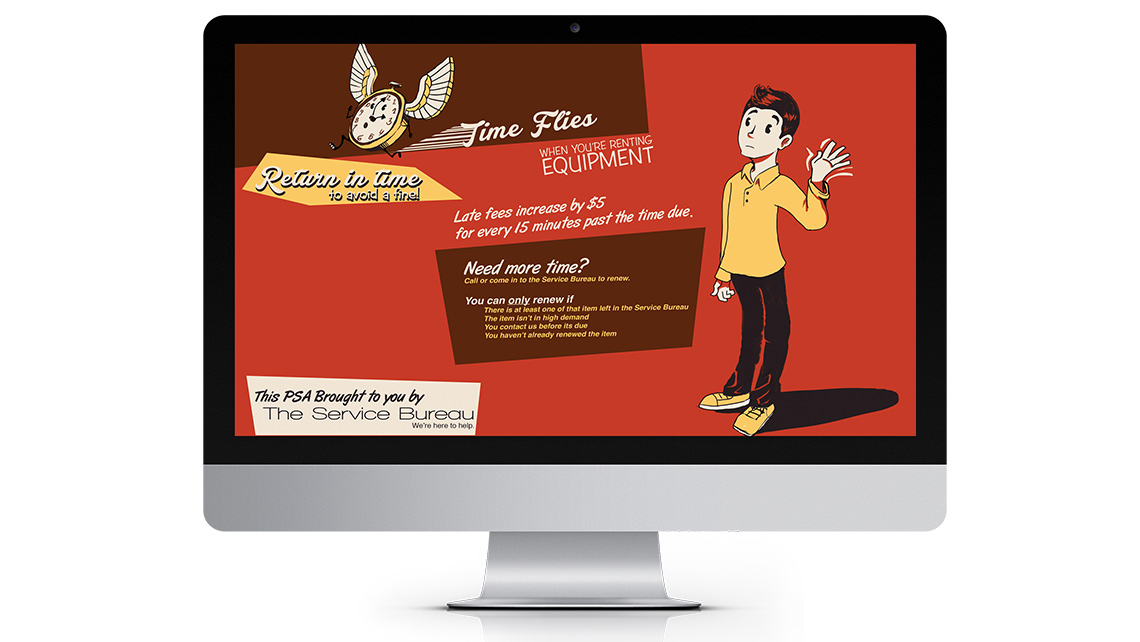 Time Flies
WHEN YOU'RE RENTING
EQUIPMENT
Return in time
to avoid a fine!
Late fees increase by $5
for every 15 minutes past the time due.
Need more time?
Call or come in to the Service Bureau to renew.
You can only renew if
There is at least one of that item left in the Service Bureau
The item isn't in high demand
You contact us before its due
You haven't already renewed the item
This PSA Brought to you by
The Service Bureau
We're here to help.